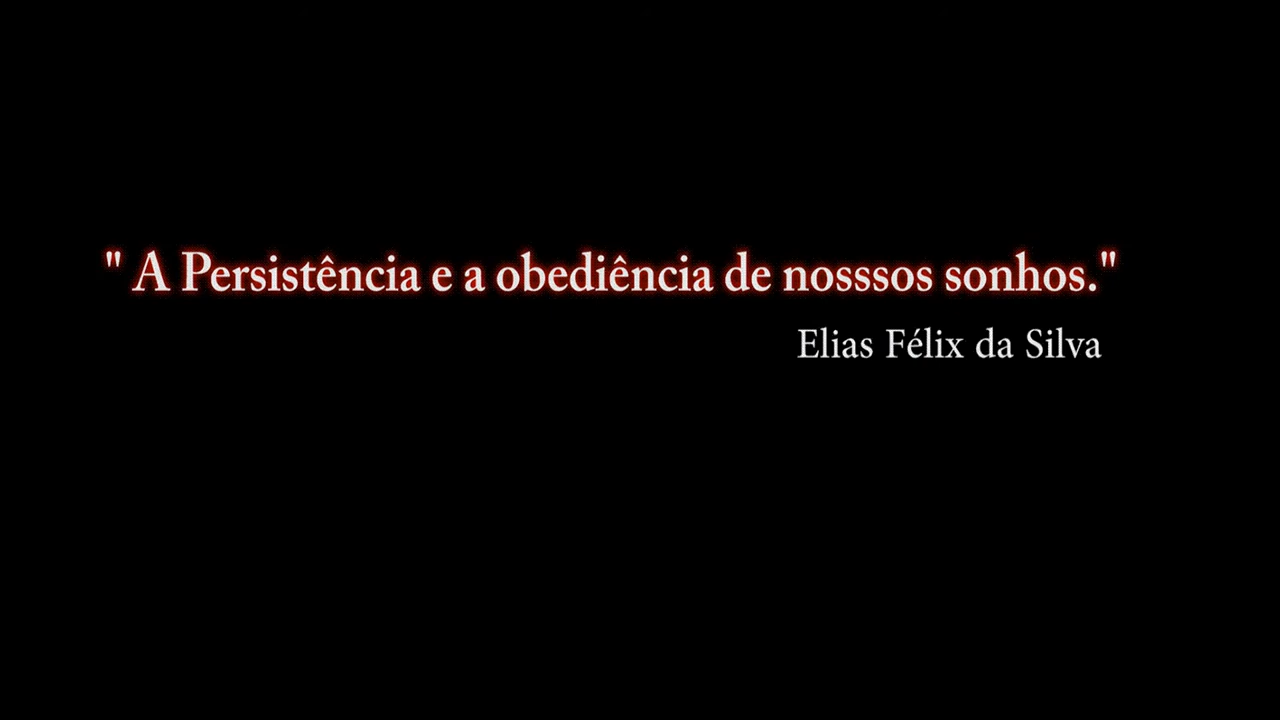 " A Persistência e a obediência de nosssos sonhos."
Elias Félix da Silva